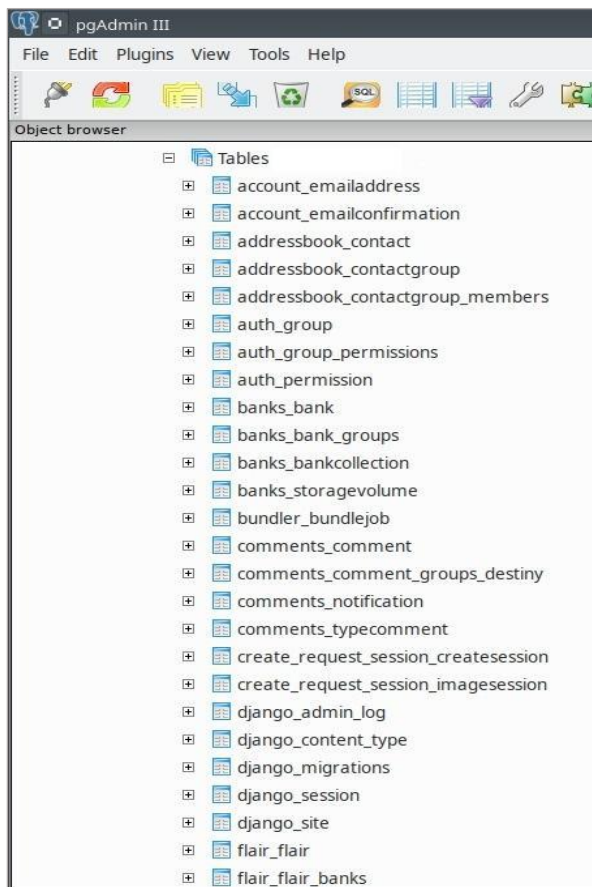 pgAdmin III
File Edit Plugins View Tools Help
SQL
Object browser
Tables
account_emailaddress
account_emailconfirmation
addressbook_contact
addressbook_contactgroup
addressbook_contactgroup_members
auth_group
auth_group_permissions
auth_permission
banks_bank
banks_bank_groups
banks_bankcollection
banks_storagevolume
bundler_bundlejob
comments_comment
comments_comment_groups_destiny
comments_notification
comments_typecomment
create_request_session_createsession
create_request_session_imagesession
django_admin_log
django_content_type
django_migrations
django_session
django_site
flair_flair
flair_flair_banks